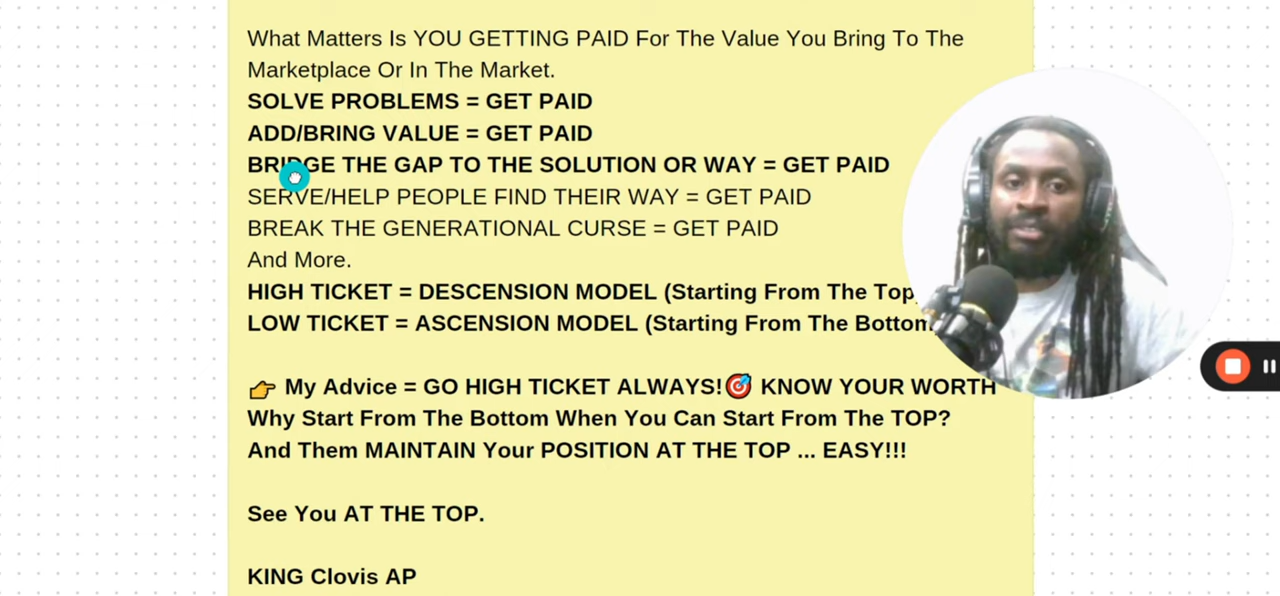 What Matters Is YOU GETTING PAID For The Value You Bring To The
Marketplace Or In The Market.
SOLVE PROBLEMS = GET PAID
ADD/BRING VALUE = GET PAID
BRIDGE THE GAP TO THE SOLUTION OR WAY = GET PAID
SERVE/HELP PEOPLE FIND THEIR WAY = GET PAID
BREAK THE GENERATIONAL CURSE = GET PAID
And More.
HIGH TICKET = DESCENSION MODEL (Starting From The Top
LOW TICKET = ASCENSION MODEL (Starting From The Bottom
👉 My Advice = GO HIGH TICKET ALWAYS!🎯 KNOW YOUR WORTH
Why Start From The Bottom When You Can Start From The TOP?
And Them MAINTAIN Your POSITION AT THE TOP ... EASY!!!
See You AT THE TOP.
KING Clovis AP